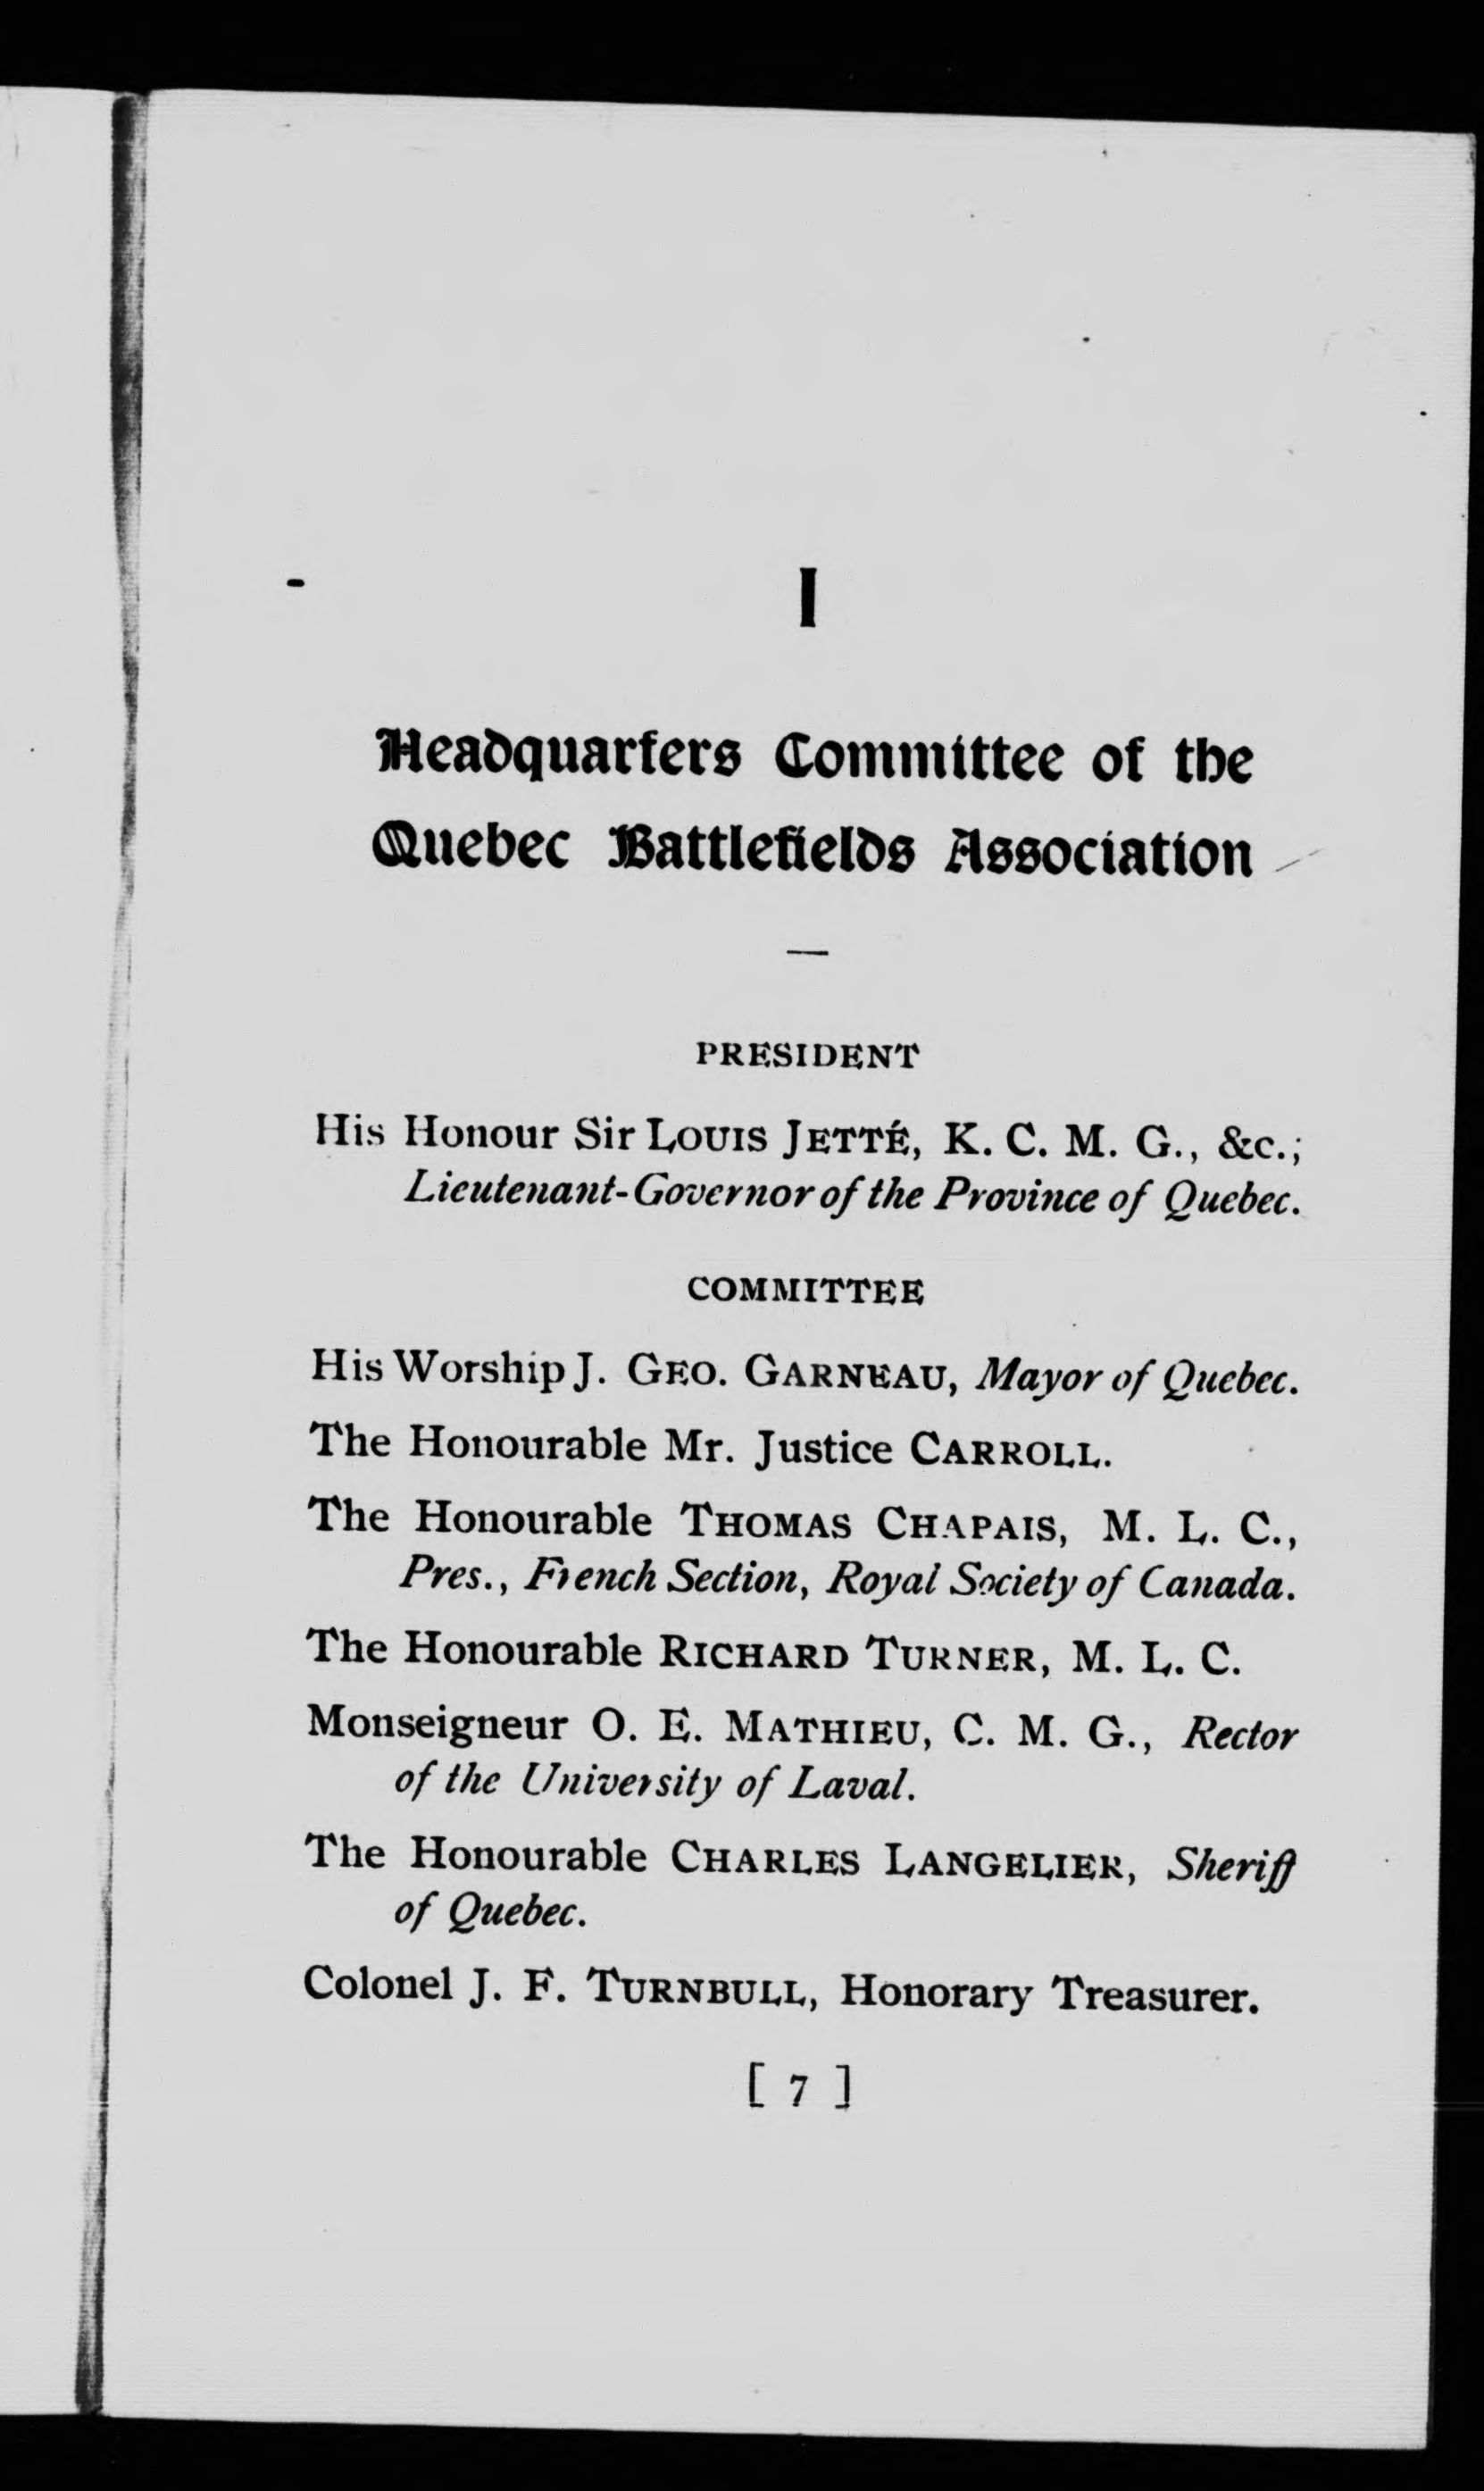 I
Headquarters Committee of the
Quebec Battlefields Association
PRESIDENT
His Honour Sir LOUIS JETTÉ, K. C. M. G., &c.;
Lieutenant-Governor of the Province of Quebec.
COMMITTEE
His Worship J. GEO. GARNEAU, Mayor of Quebec.
The Honourable Mr. Justice CARROLL.
The Honourable THOMAS CHAPAIS, M. L. C.,
Pres., French Section, Royal Society of Canada.
The Honourable RICHARD TURNER, M. L. C.
Monseigneur O. E. MATHIEU, C. M. G., Rector
of the University of Laval.
The Honourable CHARLES LANGELIER, Sheriff
of Quebec.
Colonel J. F. TURNBULL, Honorary Treasurer.
[ 7 ]